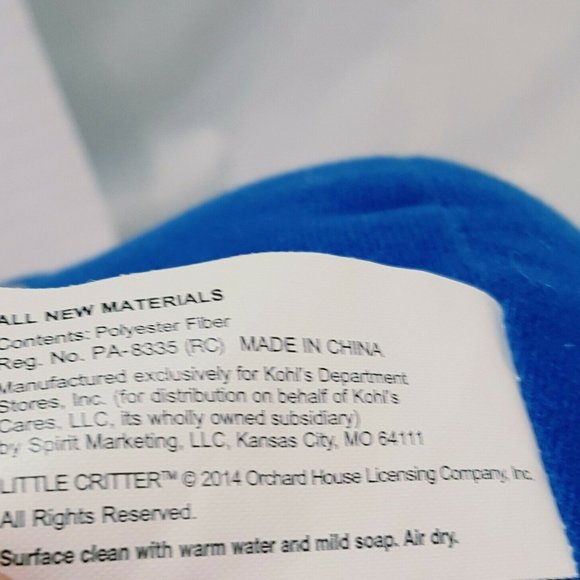 ALL NEW MATERIALS
Contents: Polyester Fiber
Reg. No. PA-8335 (RC) MADE IN CHINA
Manufactured exclusively for Kohl's Department
Stores, Inc. (for distribution on behalf of Kohl's
Cares, LLC, its wholly owned subsidiary)
by Spirit Marketing, LLC, Kansas City, MO 64111
LITTLE CRITTER™ © 2014 Orchard House Licensing Company, Inc.
All Rights Reserved.
Surface clean with warm water and mild soap. Air dry.